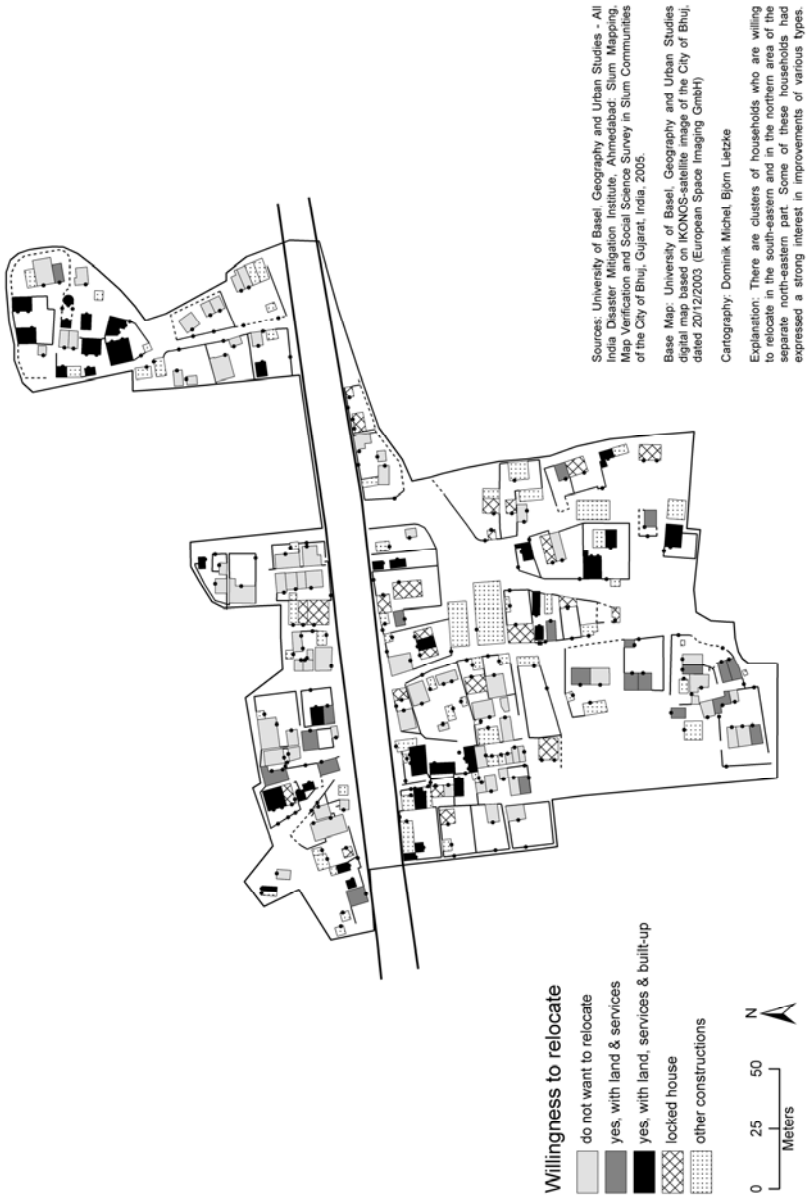 Willingness to relocate
do not want to relocate
yes, with land & services
yes, with land, services & built-up
locked house
other constructions
0 25 50
Meters
N
Sources: University of Basel, Geography and Urban Studies - All
India Disaster Mitigation Institute, Ahmedabad: Slum Mapping,
Map Verification and Social Science Survey in Slum Communities
of the City of Bhuj, Gujarat, India, 2005.
Base Map: University of Basel, Geography and Urban Studies
digital map based on IKONOS-satellite image of the City of Bhuj,
dated 20/12/2003 (European Space Imaging GmbH)
Cartography: Dominik Michel, Björn Lietzke
Explanation: There are clusters of households who are willing
to relocate in the south-eastern and in the northern area of the
separate north-eastern part. Some of these households had
expressed a strong interest in improvements of various types.